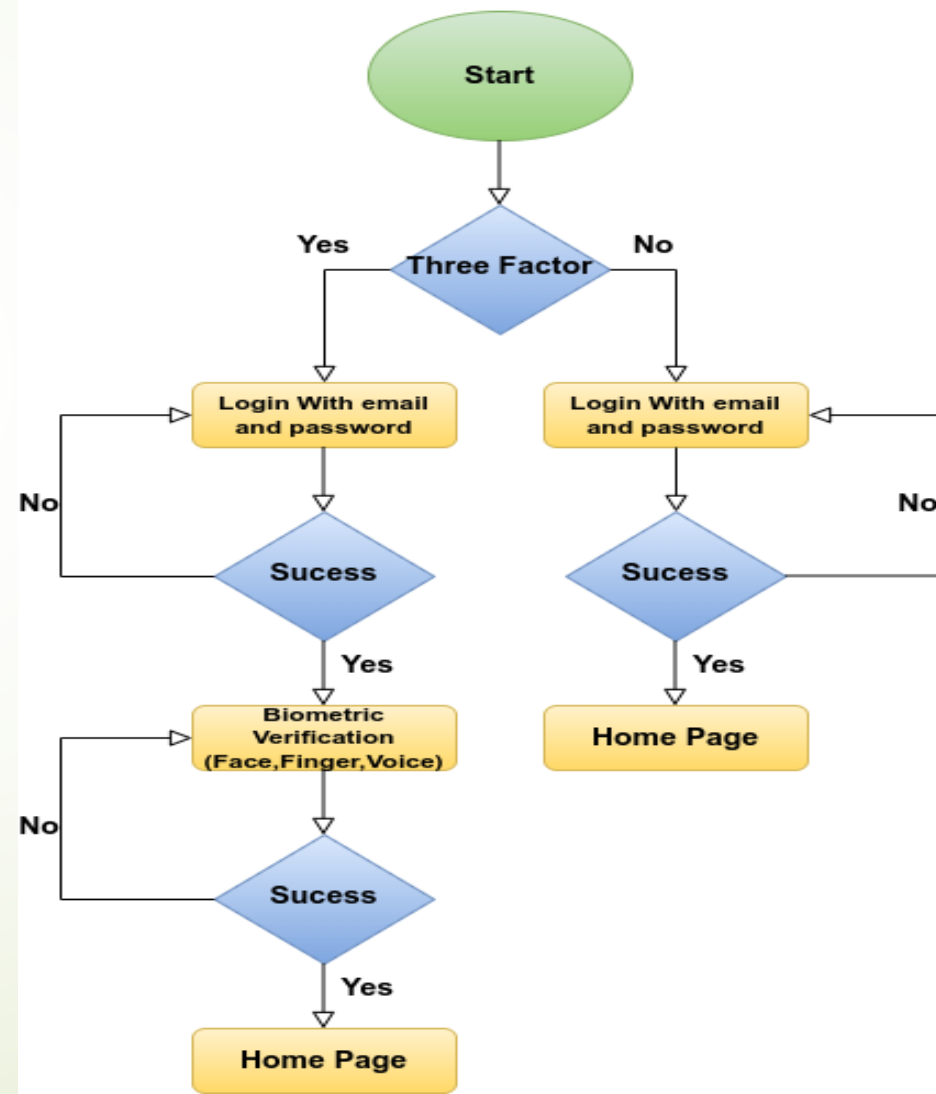 Start
Yes
No
Three Factor
Login With email
and password
Login With email
and password
No
No
Sucess
Sucess
Yes
Yes
Biometric
Verification
(Face,Finger,Voice)
Home Page
No
Sucess
Yes
Home Page